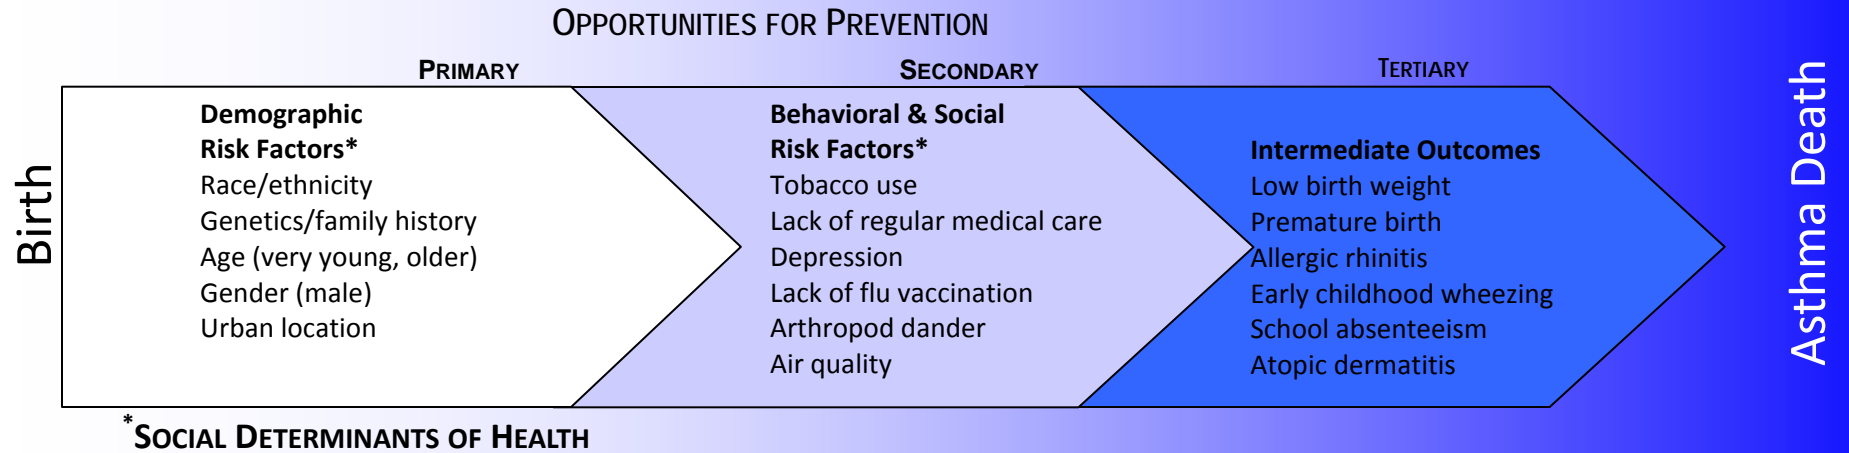 OPPORTUNITIES FOR PREVENTION
PRIMARY
SECONDARY
TERTIARY
Birth
Demographic
Risk Factors*
Race/ethnicity
Genetics/family history
Age (very young, older)
Gender (male)
Urban location
Behavioral & Social
Risk Factors*
Tobacco use
Lack of regular medical care
Depression
Lack of flu vaccination
Arthropod dander
Air quality
Intermediate Outcomes
Low birth weight
Premature birth
Allergic rhinitis
Early childhood wheezing
School absenteeism
Atopic dermatitis
Asthma Death
*SOCIAL DETERMINANTS OF HEALTH